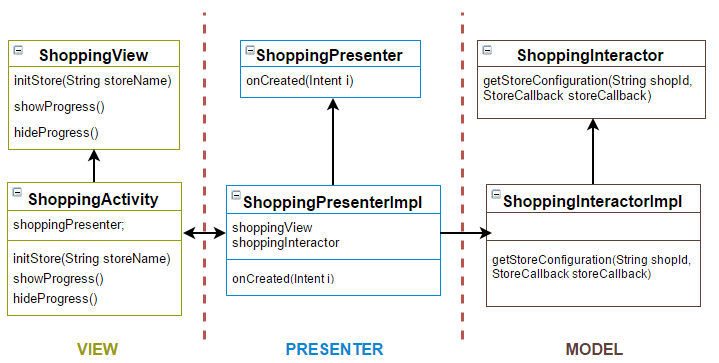 ShoppingView
initStore(String storeName)
showProgress()
hideProgress()
ShoppingActivity
shoppingPresenter;
initStore(String storeName)
showProgress()
hideProgress()
VIEW
ShoppingPresenter
onCreated(Intent i)
ShoppingPresenterImpl
shoppingView
shoppingInteractor
onCreated(Intent i)
PRESENTER
ShoppingInteractor
getStoreConfiguration(String shopId,
StoreCallback storeCallback)
ShoppingInteractorImpl
getStoreConfiguration(String shopId,
StoreCallback storeCallback)
MODEL